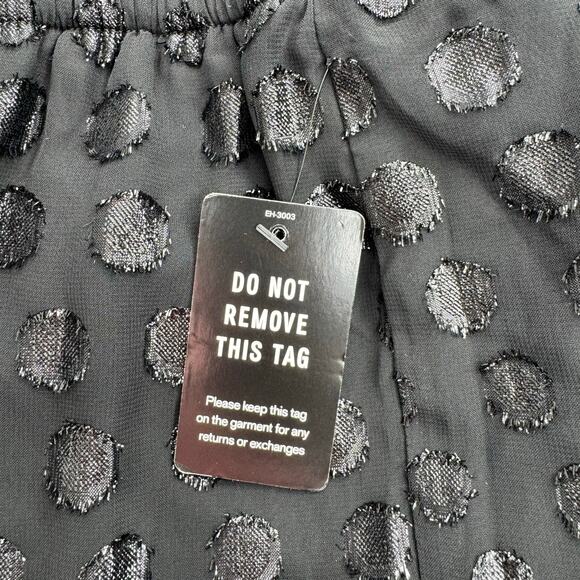 EH-3003
DO NOT
REMOVE
THIS TAG
Please keep this tag
on the garment for any
returns or exchanges